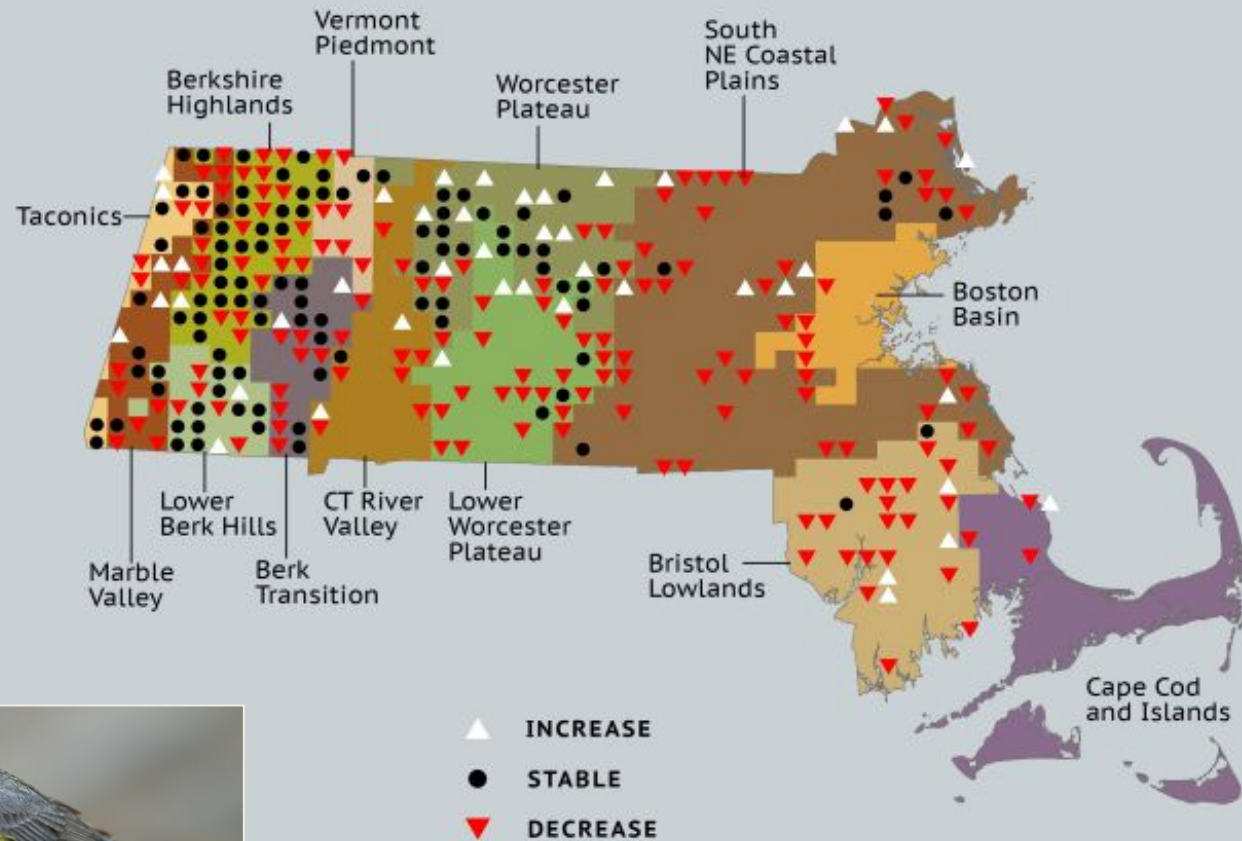 Vermont
Piedmont
South
NE Coastal
Plains
Berkshire
Highlands
Worcester
Plateau
Taconics
Boston
Basin
Lower
Berk Hills
CT River
Valley
Lower
Worcester
Plateau
Marble
Valley
Berk
Transition
Bristol
Lowlands
Cape Cod
and Islands
INCREASE
STABLE
DECREASE